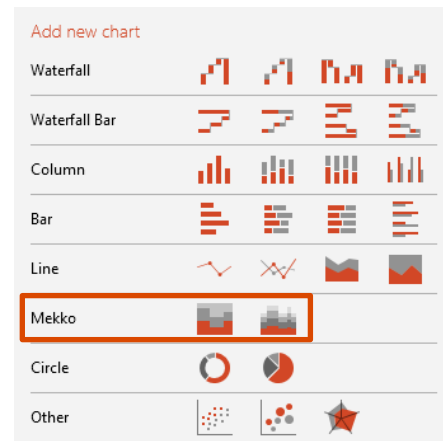 Add new chart
Waterfall
Waterfall Bar
Column
Bar
Line
Mekko
Circle
Other